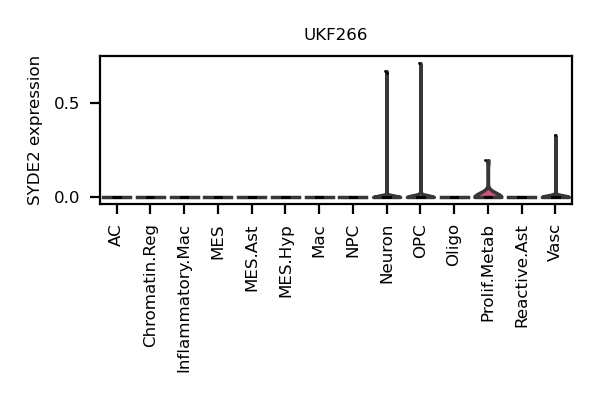 UKF266
SYDE2 expression
0.5
0.0
AC
Chromatin.Reg
Inflammatory.Mac
MES
MES.Ast
MES.Hyp
Mac
NPC
Neuron
OPC
Oligo
Prolif.Metab
Reactive.Ast
Vasc